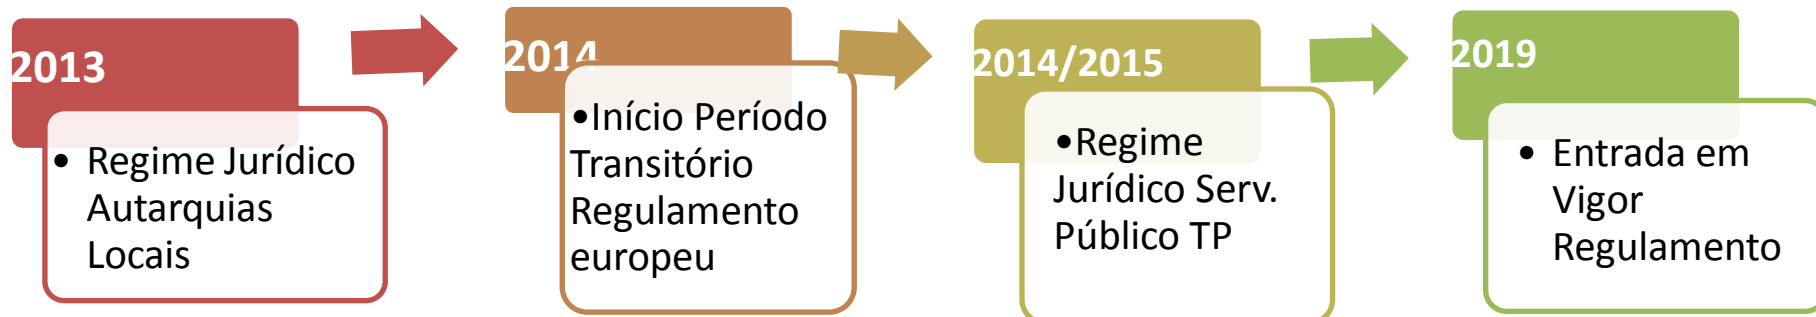 2013
• Regime Jurídico
Autarquias
Locais
2014
•Início Período
Transitório
Regulamento
europeu
2014/2015
•Regime
Jurídico Serv.
Público TP
2019
• Entrada em
Vigor
Regulamento